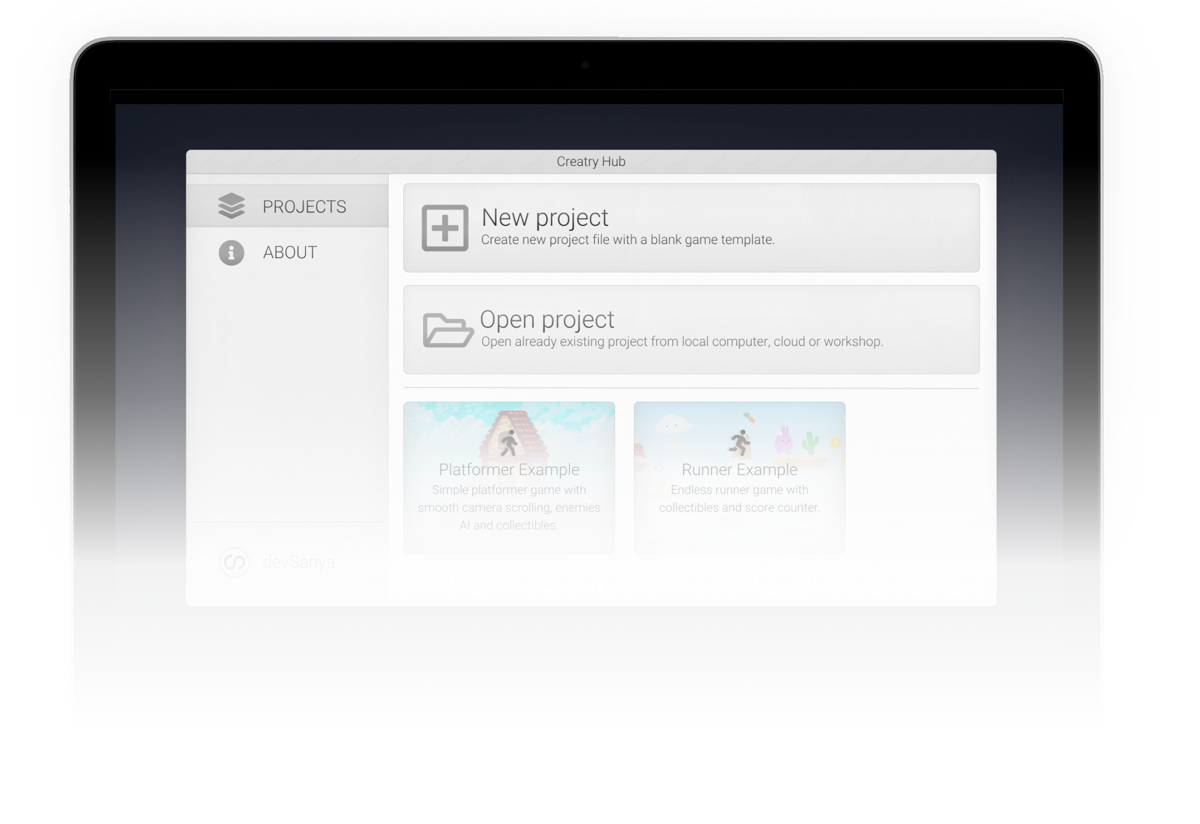 Creatry Hub
PROJECTS
ABOUT
devSanya
New project
Create new project file with a blank game template.
Open project
Open already existing project from local computer, cloud or workshop.
Platformer Example
Simple platformer game with
smooth camera scrolling, enemies
AI and collectibles.
Runner Example
Endless runner game with
collectibles and score counter.